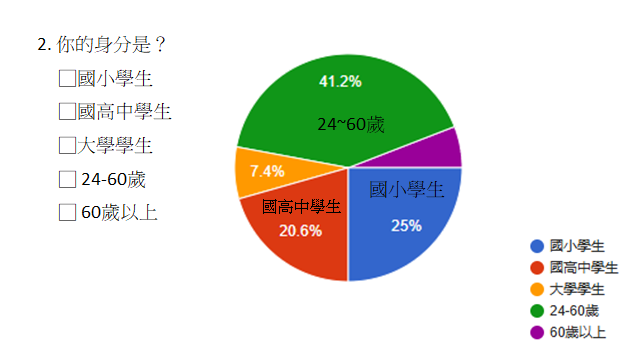 2. 你的身分是？
□國小學生
□國高中學生
□大學學生
□ 24-60歲
□ 60歲以上
41.2%
24~60歲
7.4%
國高中學生
20.6%
國小學生
25%
國小學生
國高中學生
大學學生
24-60歲
60歲以上